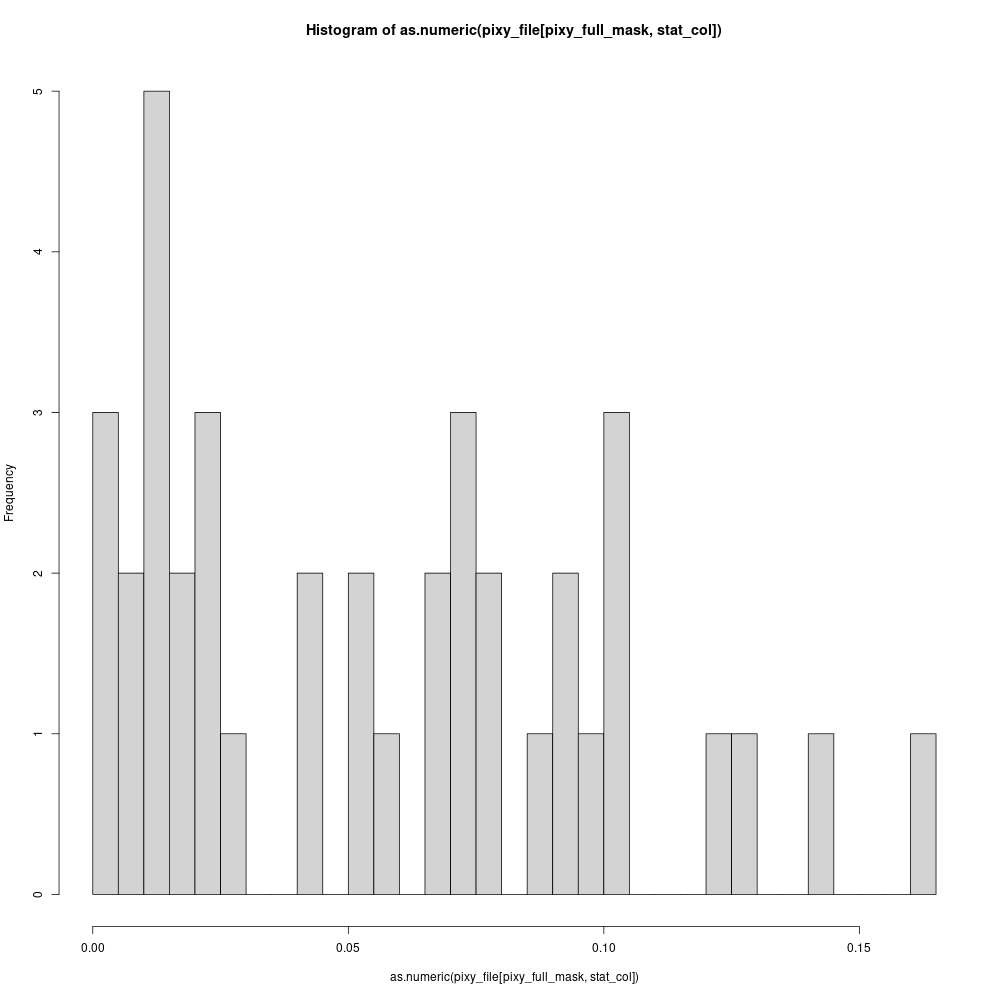 Histogram of as.numeric(pixy_file[pixy_full_mask, stat_col])
5
4
3
2
1
0
Frequency
0.00 0.05 0.10 0.15
as.numeric(pixy_file[pixy_full_mask, stat_col])